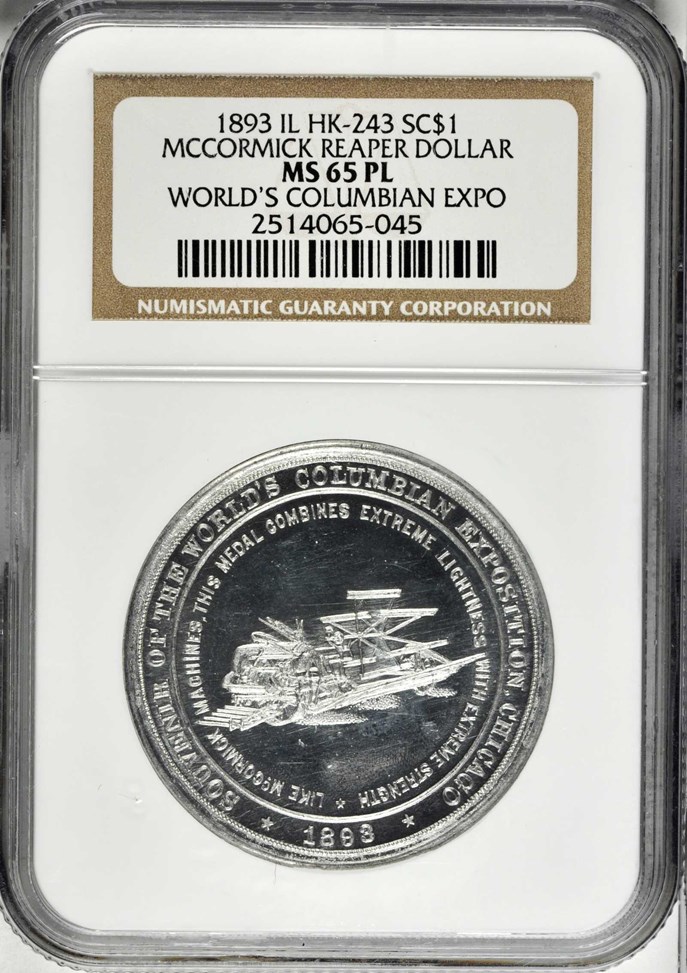 1893 IL HK-243 SC$1
MCCORMICK REAPER DOLLAR
MS 65 PL
WORLD'S COLUMBIAN EXPO
2514065-045
NUMISMATIC GUARANTY CORPORATION
SOUVENIR OF THE WORLD'S COLUMBIAN EXPOSITION, CHICAGO
★ 1893 ★
LIKE MCCORMICK MACHINES, THIS MEDAL COMBINES EXTREME LIGHTNESS WITH EXTREME STRENGTH ★